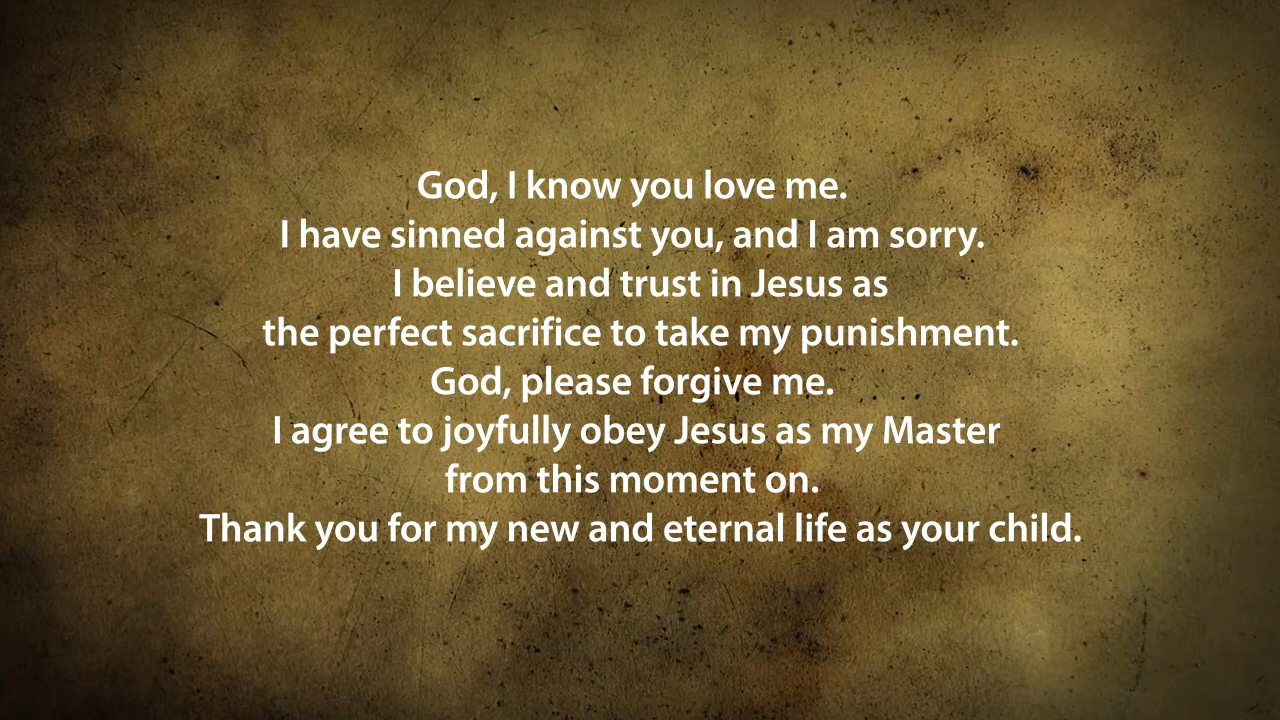 God, I know you love me.
I have sinned against you, and I am sorry.
I believe and trust in Jesus as
the perfect sacrifice to take my punishment.
God, please forgive me.
I agree to joyfully obey Jesus as my Master
from this moment on.
Thank you for my new and eternal life as your child.